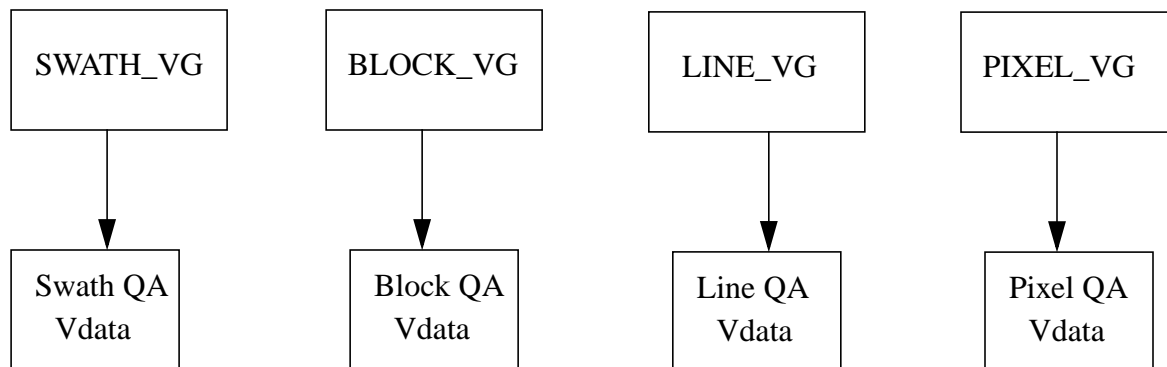 SWATH_VG
BLOCK_VG
LINE_VG
PIXEL_VG
Swath QA
Vdata
Block QA
Vdata
Line QA
Vdata
Pixel QA
Vdata